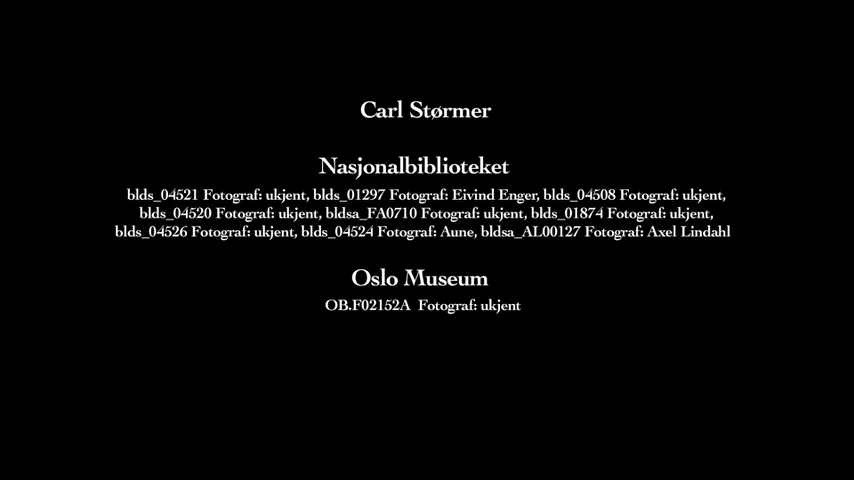 Carl Størmer
Nasjonalbiblioteket
blds_04521 Fotograf: ukjent, blds_01297 Fotograf: Eivind Enger, blds_04508 Fotograf: ukjent,
blds_04520 Fotograf: ukjent, bldsa_FA0710 Fotograf: ukjent, blds_01874 Fotograf: ukjent,
blds_04526 Fotograf: ukjent, blds_04524 Fotograf: Aune, bldsa_AL00127 Fotograf: Axel Lindahl
Oslo Museum
OB.F02152A Fotograf: ukjent